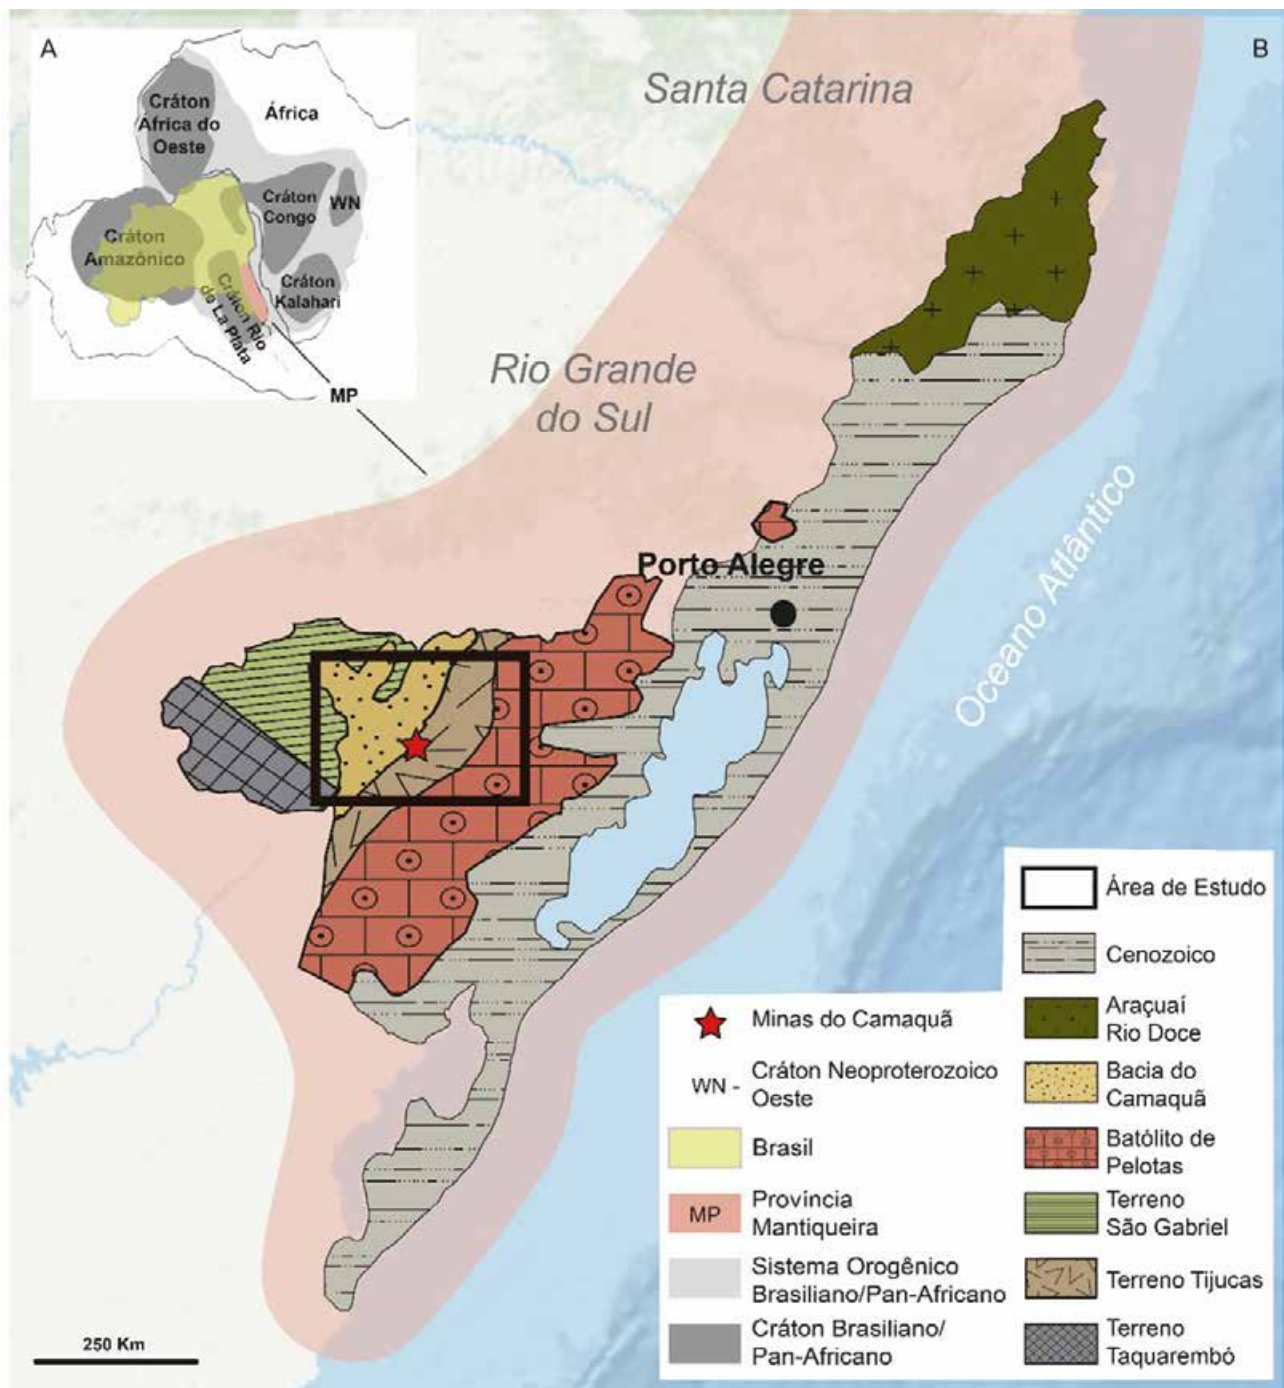 A
B
Cráton
África do
Oeste
África
Cráton
Congo
WN
Cráton
Amazônico
Cráton
Kalahari
Cráton Rio
de La Plata
MP
Santa Catarina
Rio Grande
do Sul
Porto Alegre
Oceano Atlântico
250 Km
Minas do Camaquã
WN -
Cráton Neoproterozoico
Oeste
Brasil
MP
Província
Mantiqueira
Sistema Orogênico
Brasiliano/Pan-Africano
Cráton Brasiliano/
Pan-Africano
Área de Estudo
Cenozoico
Araçuaí
Rio Doce
Bacia do
Camaquã
Batólito de
Pelotas
Terreno
São Gabriel
Terreno Tijucas
Terreno
Taquarembó